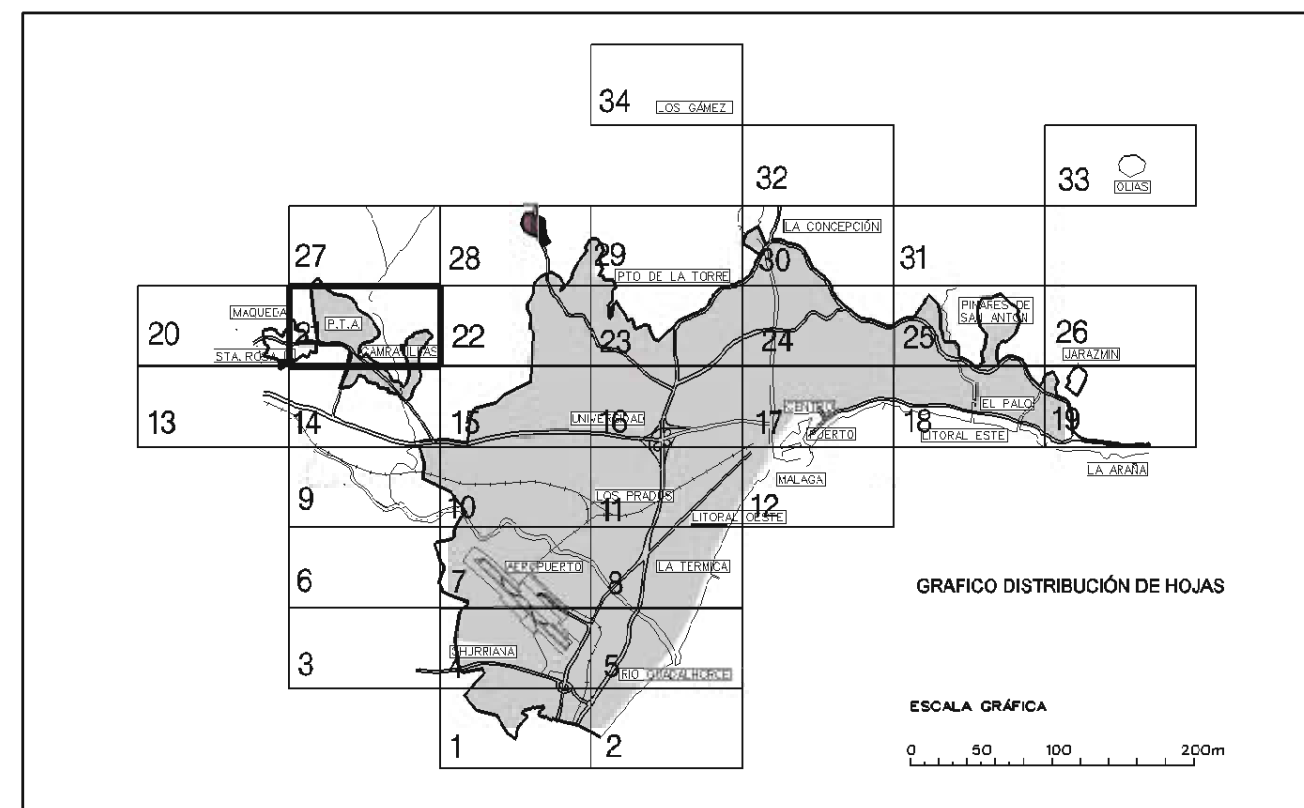 34 LOS GÁMEZ
32
33
OLIAS
LA CONCEPCIÓN
27
28
29
30
31
PTO DE LA TORRE
MAQUEDA
P.T.A.
PINARES DE
SAN ANTÓN
20
21
22
23
24
25
26
STA. ROSA
CAMPANILLAS
JARAZMIN
13
14
15
UNIVERSIDAD
16
CENTRO
17
PUERTO
18
EL PALO
19
LITORAL ESTE
LA ARAÑA
MALAGA
9
10
LOS PRADOS
11
LITORAL OESTE
12
6
7
AEROPUERTO
8
LA TERMICA
GRAFICO DISTRIBUCIÓN DE HOJAS
3
CHURRIANA
5
RIO GUADALHORCE
ESCALA GRÁFICA
1
2
0 50 100 200m